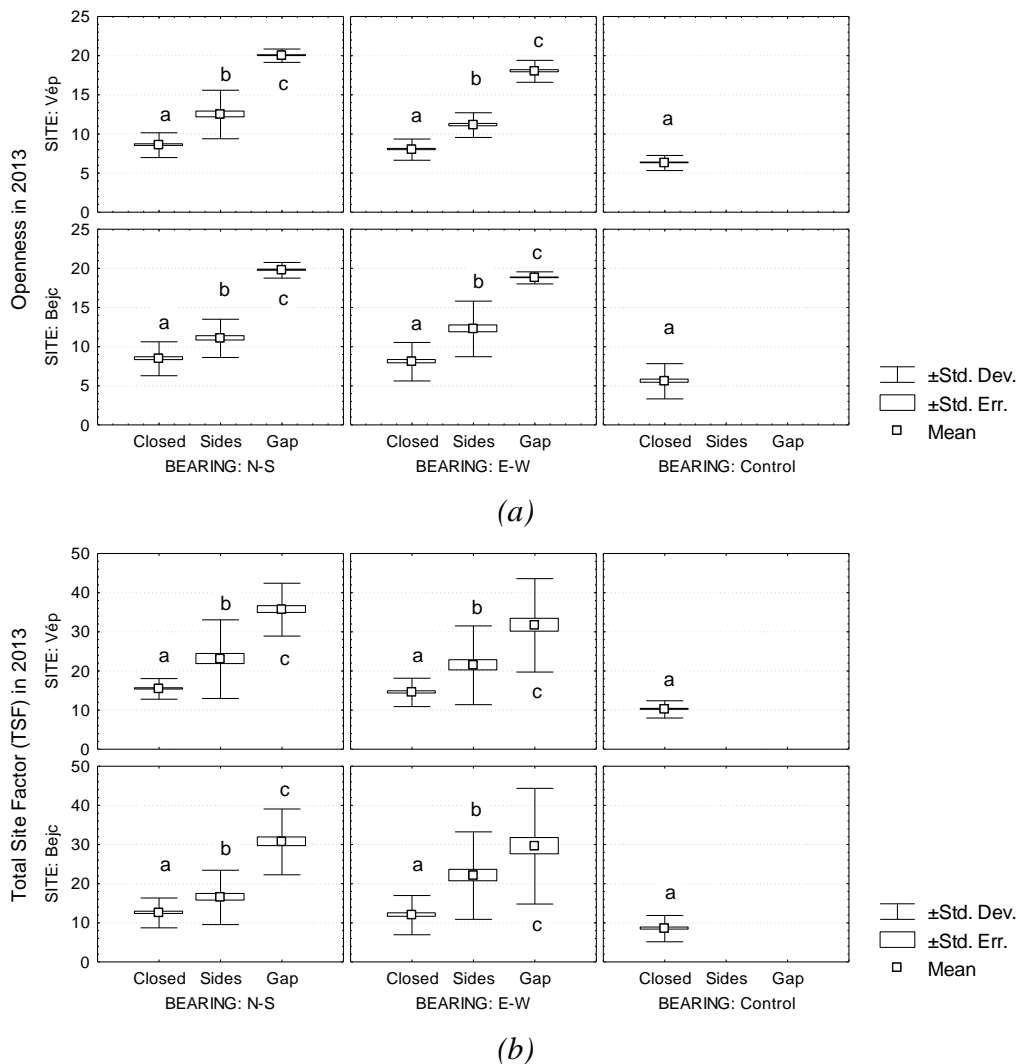 Openness in 2013
SITE: Vép
25
20
15
10
5
0
a
b
c
a
b
c
a
SITE: Bejc
25
20
15
10
5
0
a
b
c
a
b
c
a
Closed Sides Gap
BEARING: N-S
Closed Sides Gap
BEARING: E-W
Closed Sides Gap
BEARING: Control
±Std. Dev.
±Std. Err.
Mean
(a)
Total Site Factor (TSF) in 2013
SITE: Vép
50
40
30
20
10
0
a
b
c
a
b
c
a
SITE: Bejc
50
40
30
20
10
0
a
b
c
a
b
c
a
Closed Sides Gap
BEARING: N-S
Closed Sides Gap
BEARING: E-W
Closed Sides Gap
BEARING: Control
±Std. Dev.
±Std. Err.
Mean
(b)